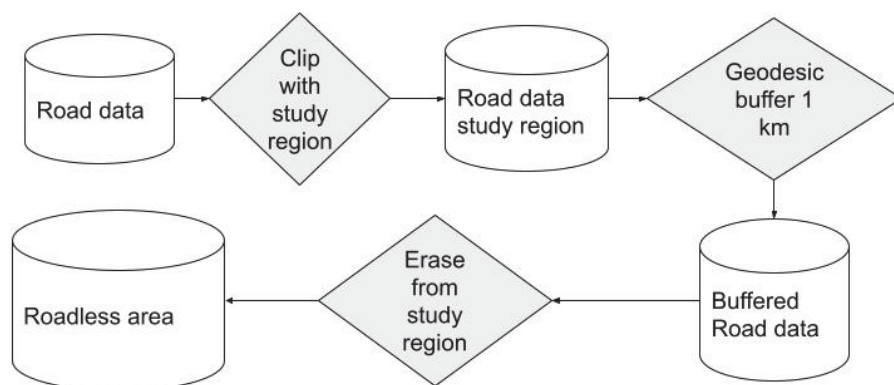 Road data
Clip
with
study
region
Road data
study region
Geodesic
buffer 1
km
Buffered
Road data
Erase
from
study
region
Roadless area